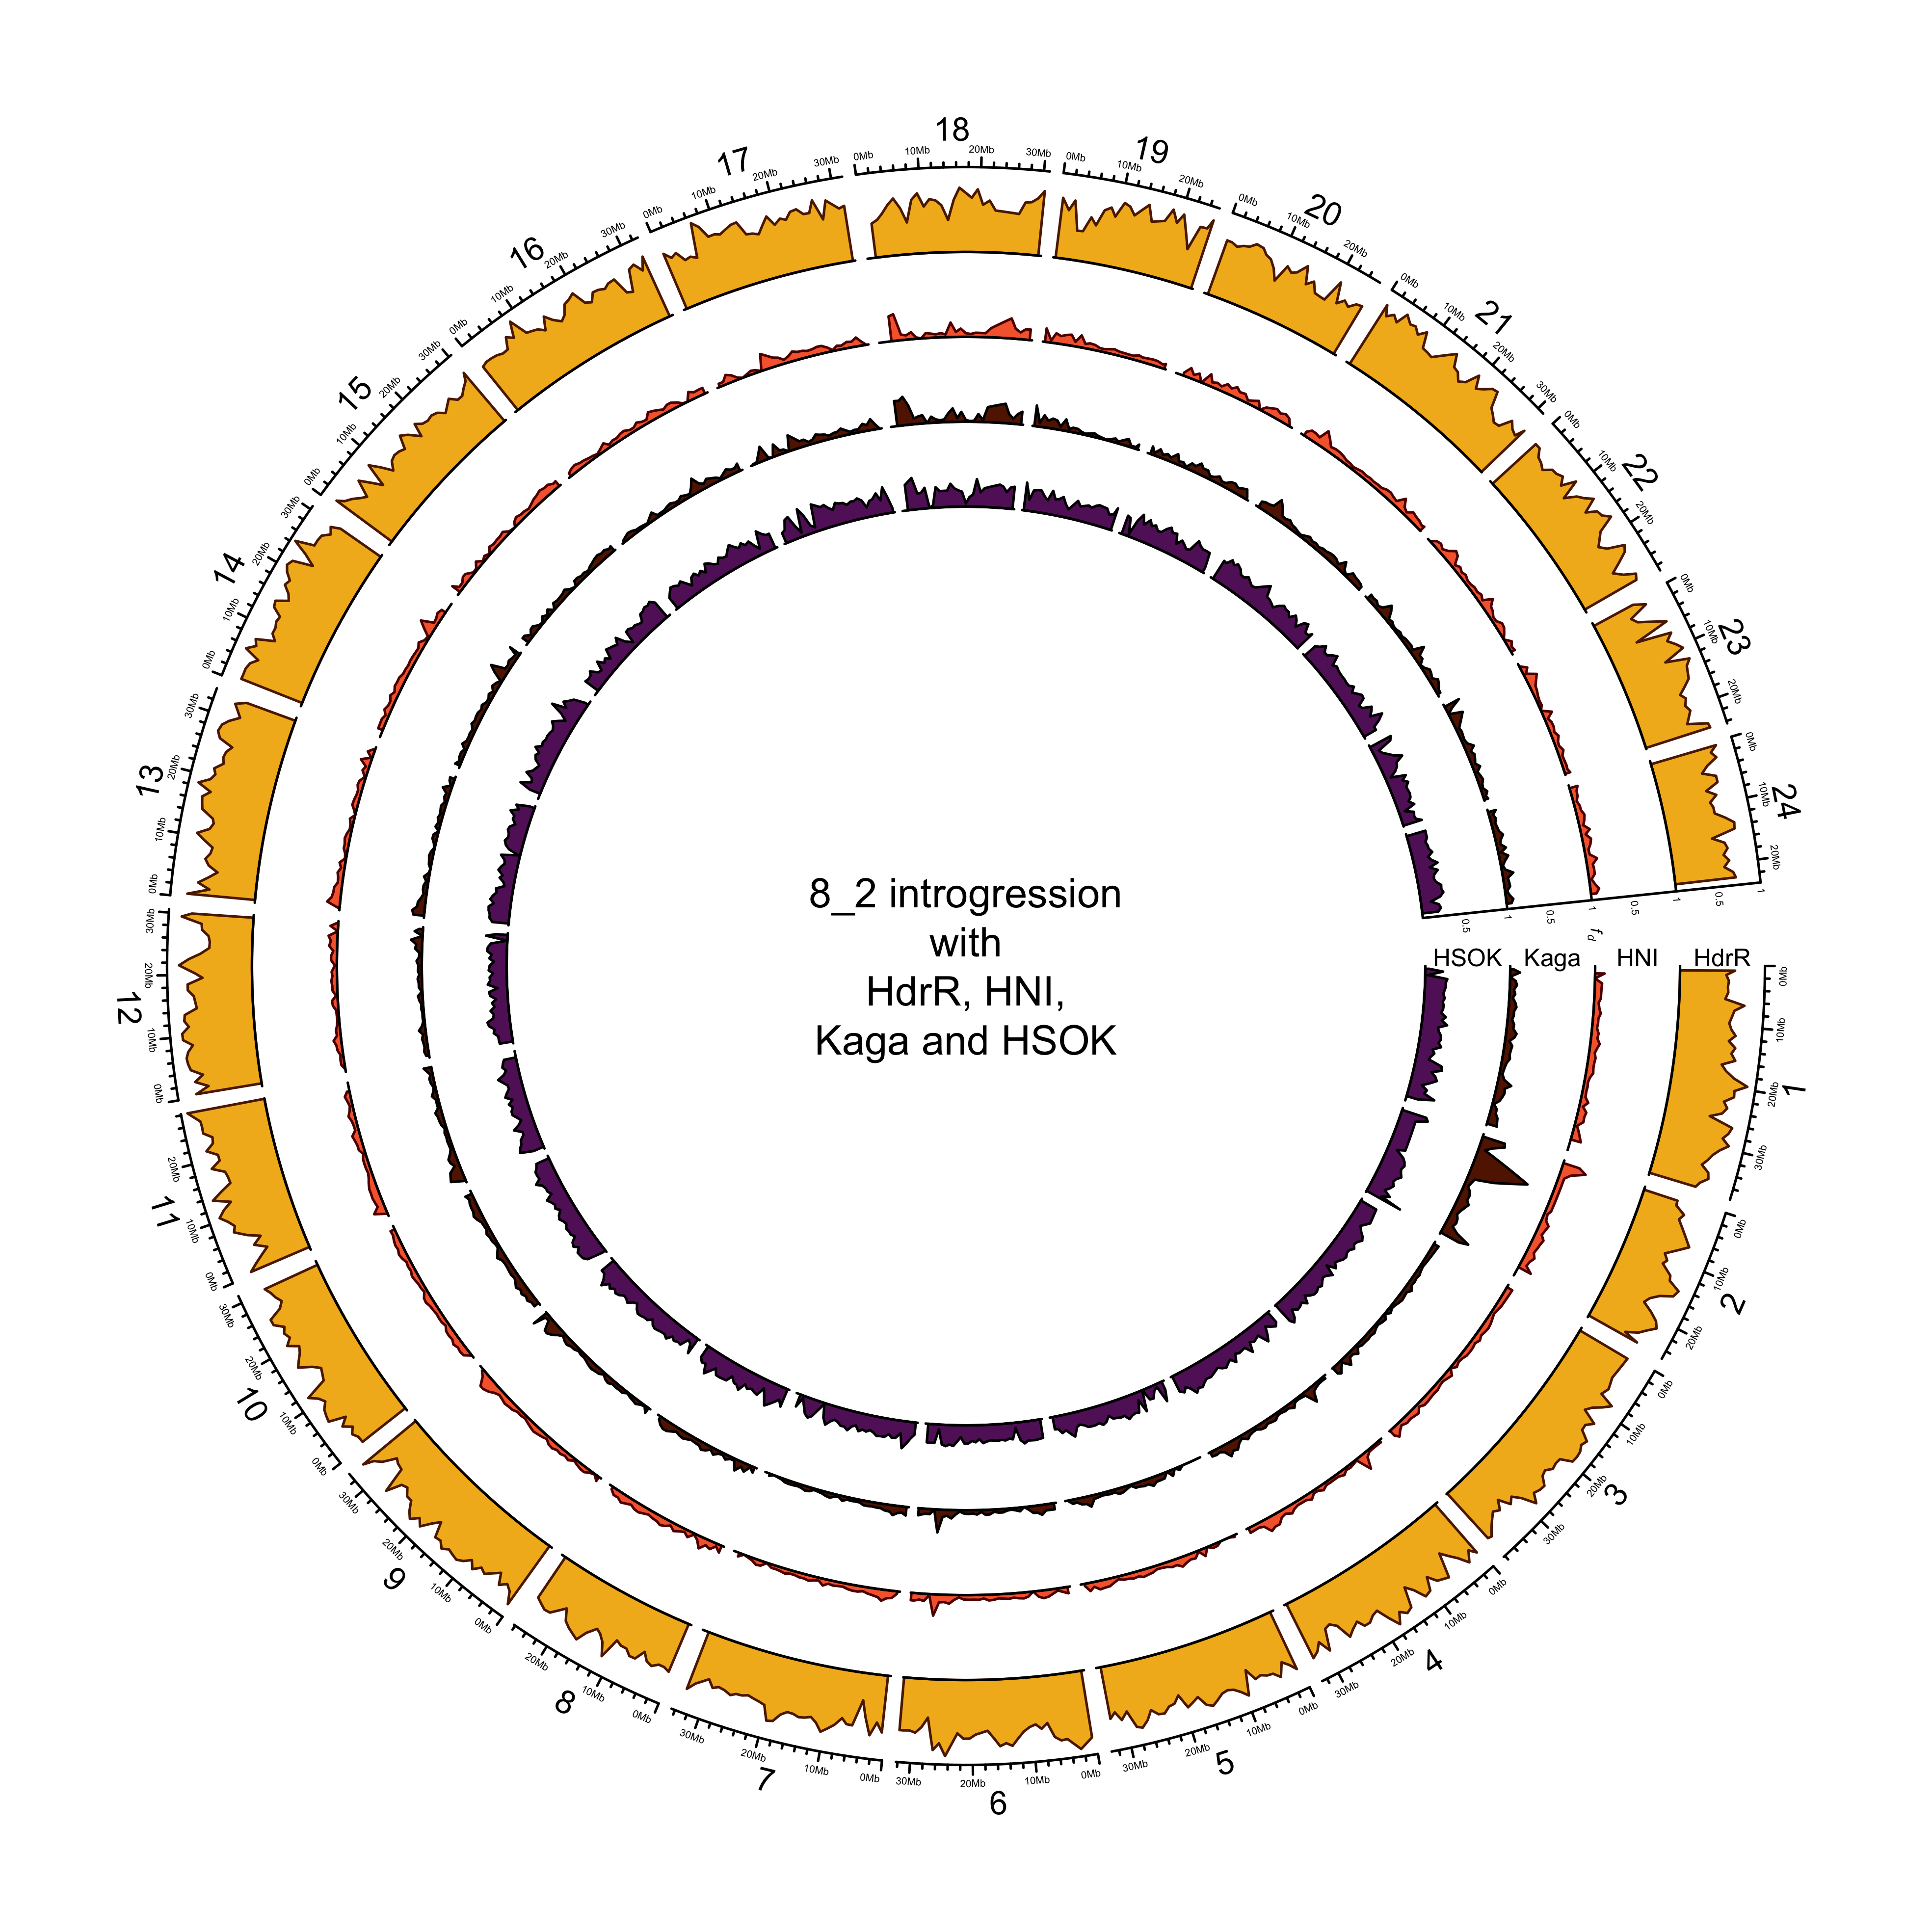 8_2 introgression
with
HdrR, HNI,
Kaga and HSOK
HSOK Kaga HNI HdrR
f d
0.5 1 0.5 1 0.5 1 0.5 1
1
0Mb 10Mb 20Mb 30Mb
2
0Mb 10Mb 20Mb
3
0Mb 10Mb 20Mb 30Mb
4
0Mb 10Mb 20Mb 30Mb
5
0Mb 10Mb 20Mb 30Mb
6
0Mb 10Mb 20Mb 30Mb
7
0Mb 10Mb 20Mb 30Mb
8
0Mb 10Mb 20Mb
9
0Mb 10Mb 20Mb 30Mb
10
0Mb 10Mb 20Mb 30Mb
11
0Mb 10Mb 20Mb
12
0Mb 10Mb 20Mb 30Mb
13
0Mb 10Mb 20Mb 30Mb
14
0Mb 10Mb 20Mb 30Mb
15
0Mb 10Mb 20Mb 30Mb
16
0Mb 10Mb 20Mb 30Mb
17
0Mb 10Mb 20Mb 30Mb
18
0Mb 10Mb 20Mb 30Mb
19
0Mb 10Mb 20Mb
20
0Mb 10Mb 20Mb
21
0Mb 10Mb 20Mb 30Mb
22
0Mb 10Mb 20Mb
23
0Mb 10Mb 20Mb
24
0Mb 10Mb 20Mb